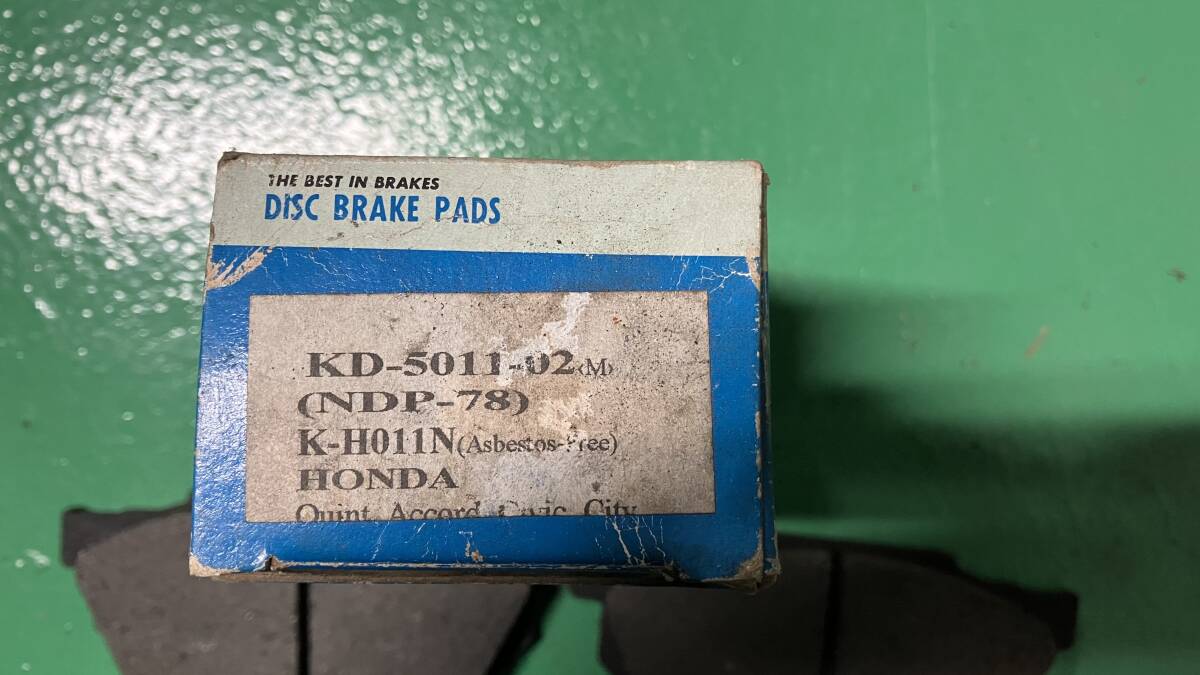 THE BEST IN BRAKES
DISC BRAKE PADS
KD-5011-02(M)
(NDP-78)
K-H011N(Asbestos-Free)
HONDA
Quint Accord Civic City